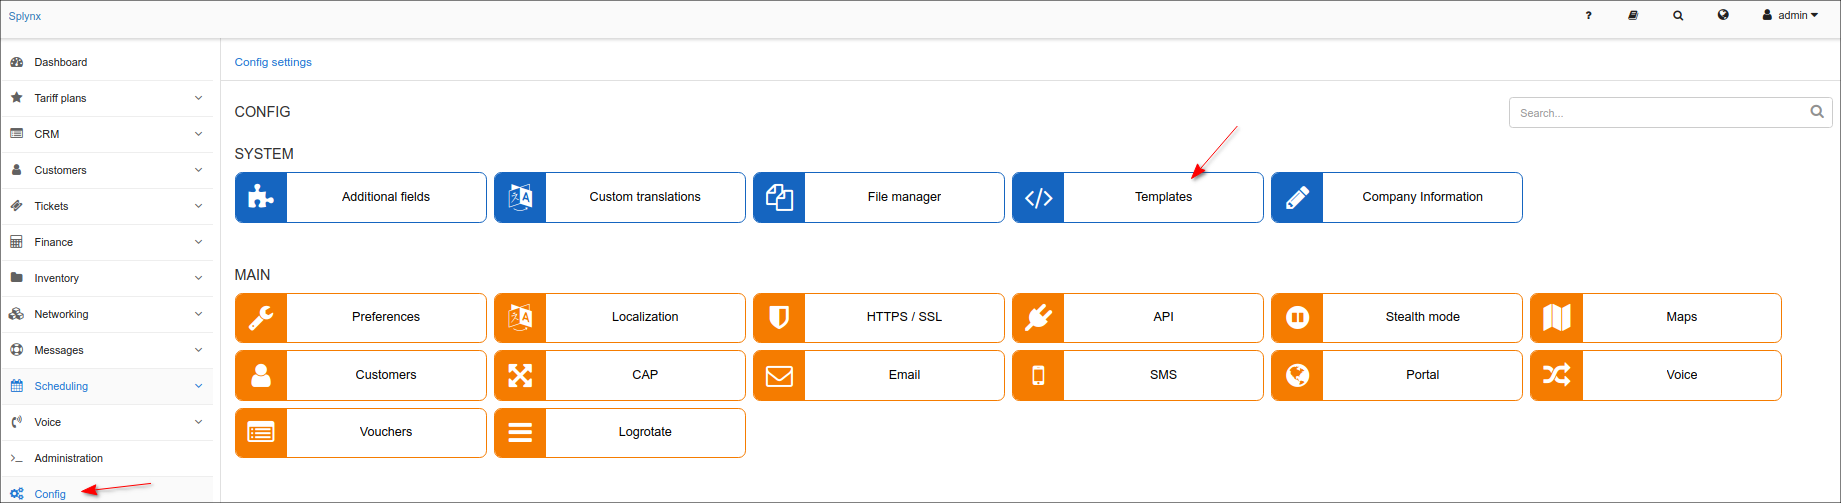 Splynx
? admin
Dashboard
Tariff plans
CRM
Customers
Tickets
Finance
Inventory
Networking
Messages
Scheduling
Voice
Administration
Config
Config settings
CONFIG
Search...
SYSTEM
Additional fields
Custom translations
File manager
Templates
Company Information
MAIN
Preferences
Localization
HTTPS / SSL
API
Stealth mode
Maps
Customers
CAP
Email
SMS
Portal
Voice
Vouchers
Logrotate